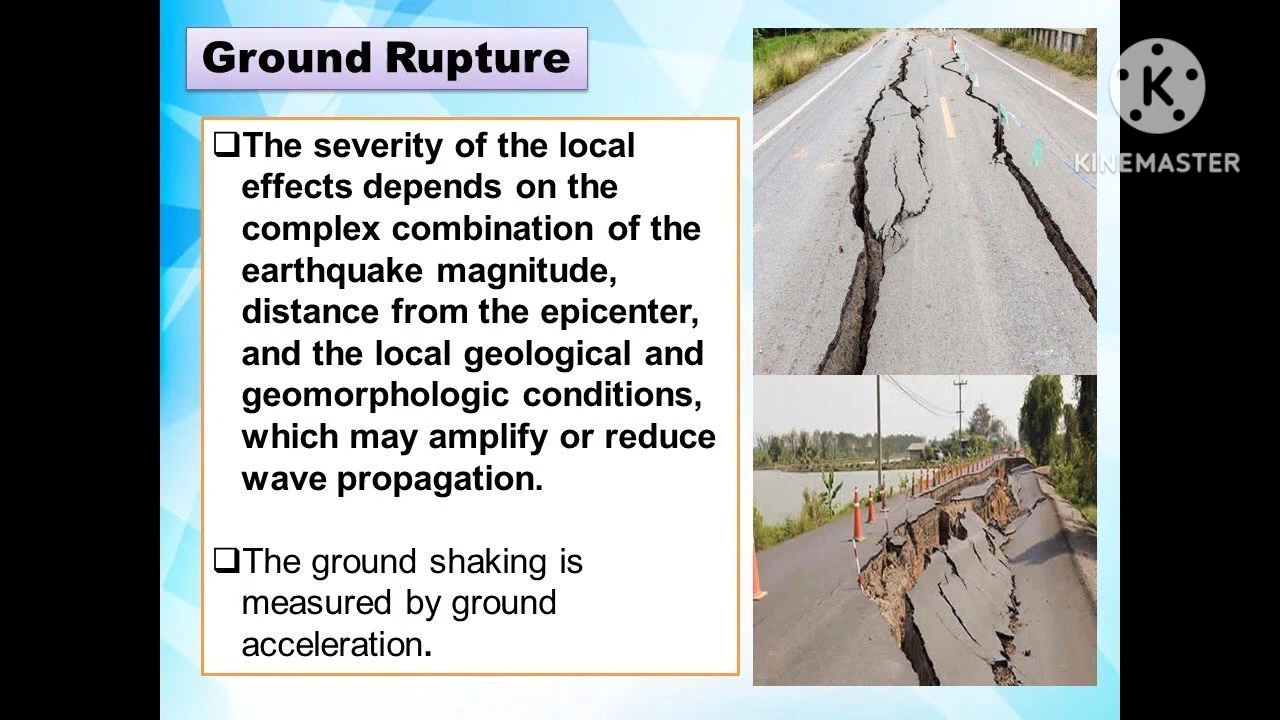 Ground Rupture
❑The severity of the local
effects depends on the
complex combination of the
earthquake magnitude,
distance from the epicenter,
and the local geological and
geomorphologic conditions,
which may amplify or reduce
wave propagation.
❑The ground shaking is
measured by ground
acceleration.
K
KINEMASTER